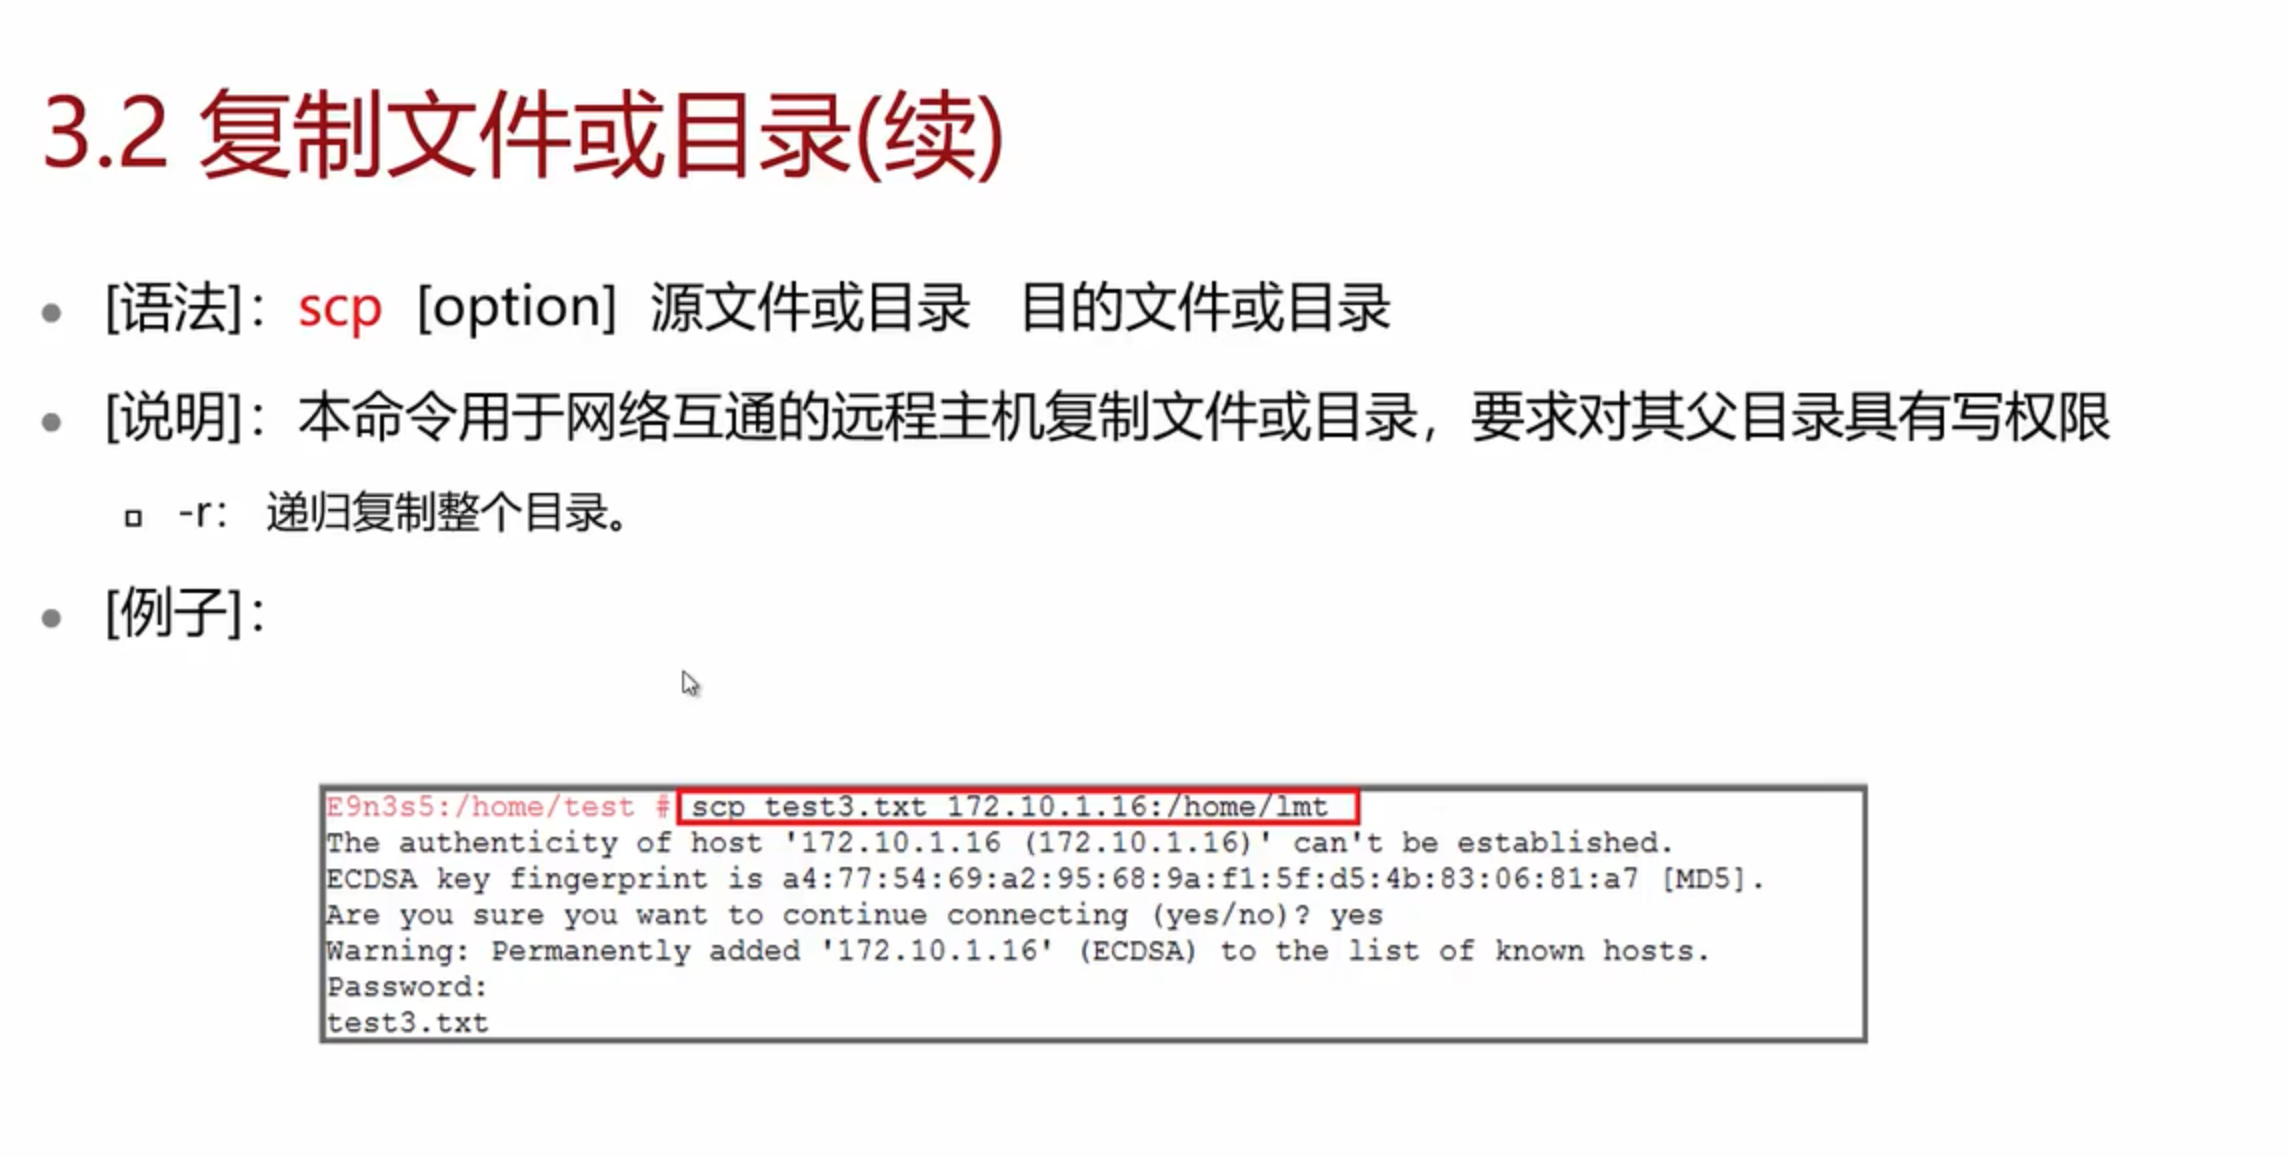 3.2 复制文件或目录(续)
[语法]：scp [option] 源文件或目录 目的文件或目录
[说明]：本命令用于网络互通的远程主机复制文件或目录，要求对其父目录具有写权限
-r： 递归复制整个目录。
[例子]：
E9n3s5:/home/test # scp test3.txt 172.10.1.16:/home/lmt
The authenticity of host '172.10.1.16 (172.10.1.16)' can't be established.
ECDSA key fingerprint is a4:77:54:69:a2:95:68:9a:f1:5f:d5:4b:83:06:81:a7 [MD5].
Are you sure you want to continue connecting (yes/no)? yes
Warning: Permanently added '172.10.1.16' (ECDSA) to the list of known hosts.
Password:
test3.txt